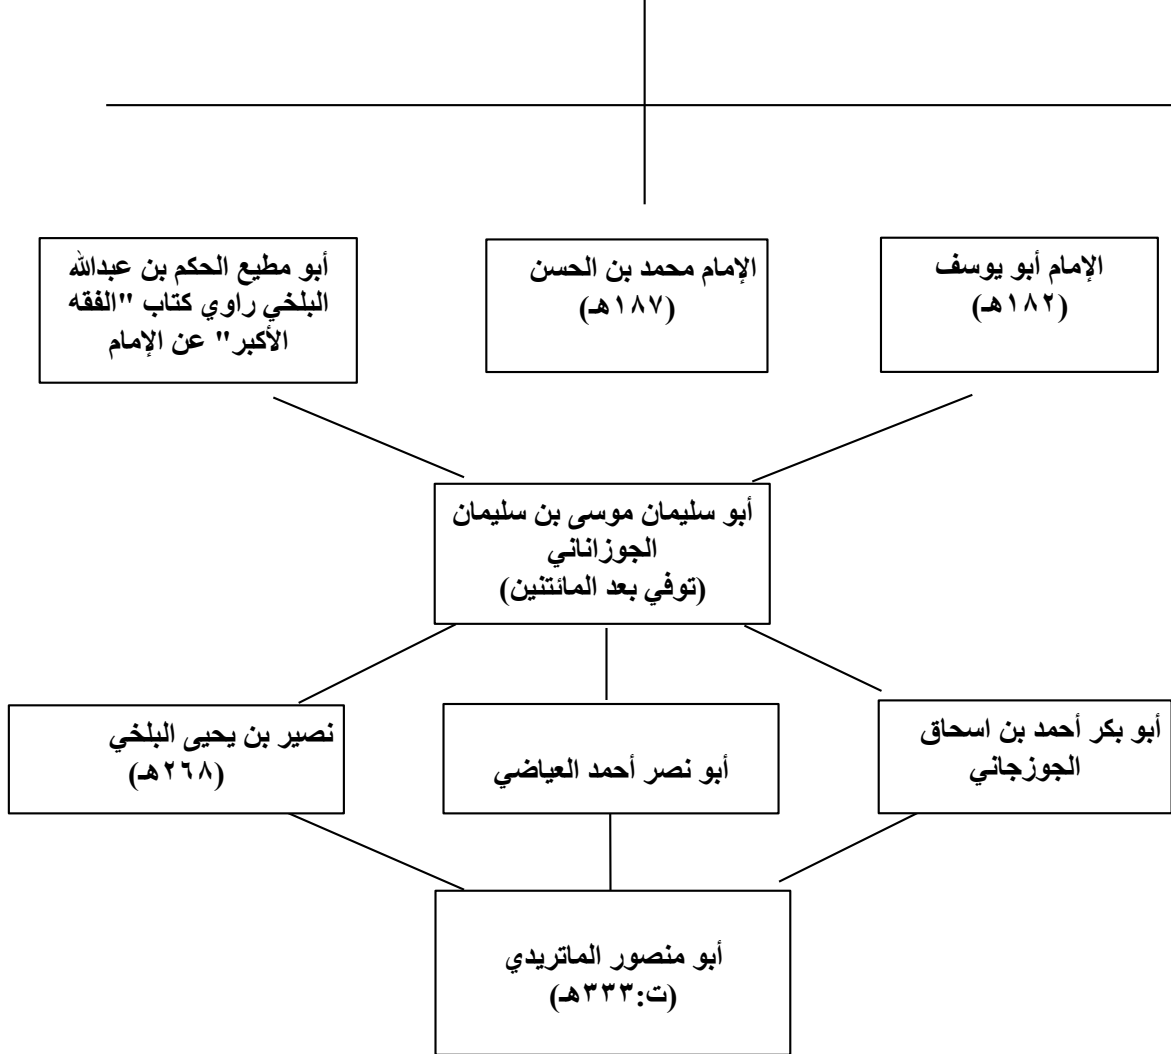 الإمام أبو يوسف
(١٨٢هـ)
الإمام محمد بن الحسن
(١٨٧هـ)
أبو مطيع الحكم بن عبدالله
البلخي راوي كتاب "الفقه
الأكبر" عن الإمام
أبو سليمان موسى بن سليمان
الجوزاناني
(توفي بعد المائتنين)
أبو بكر أحمد بن اسحاق
الجوزجاني
أبو نصر أحمد العياضي
نصير بن يحيى البلخي
(٢٦٨هـ)
أبو منصور الماتريدي
(ت:٣٣٣هـ)